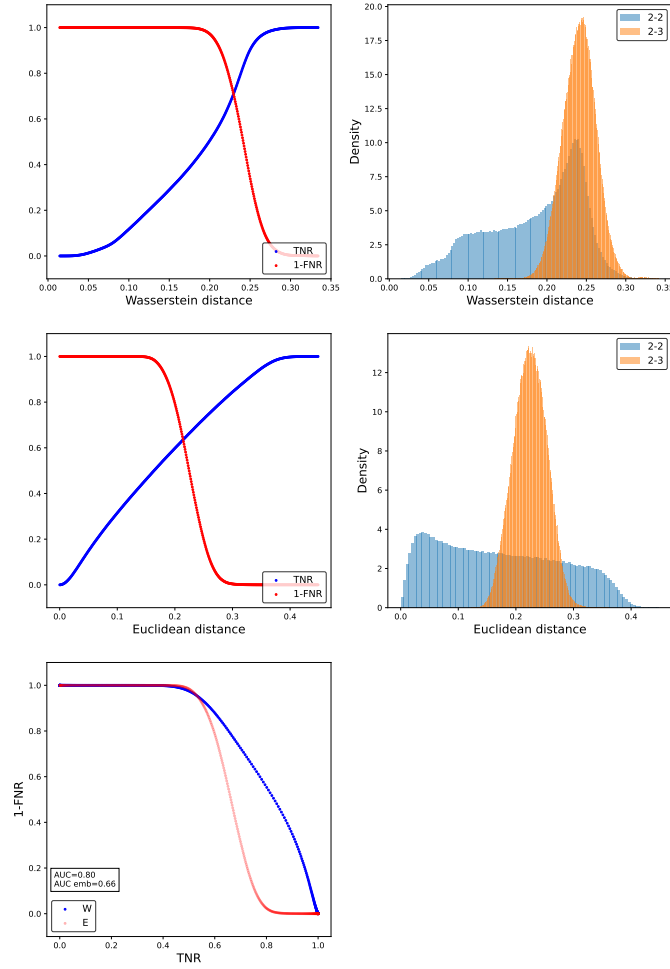 1.0
0.8
0.6
0.4
0.2
0.0
0.00 0.05 0.10 0.15 0.20 0.25 0.30 0.35
Wasserstein distance
TNR
1-FNR
20.0
17.5
15.0
12.5
10.0
7.5
5.0
2.5
0.0
Density
0.00 0.05 0.10 0.15 0.20 0.25 0.30 0.35
Wasserstein distance
2-2
2-3
1.0
0.8
0.6
0.4
0.2
0.0
0.0 0.1 0.2 0.3 0.4
Euclidean distance
TNR
1-FNR
12
10
8
6
4
2
0
Density
0.0 0.1 0.2 0.3 0.4
Euclidean distance
2-2
2-3
1.0
0.8
0.6
0.4
0.2
0.0
1-FNR
0.0 0.2 0.4 0.6 0.8 1.0
TNR
AUC=0.80
AUC emb=0.66
W
E